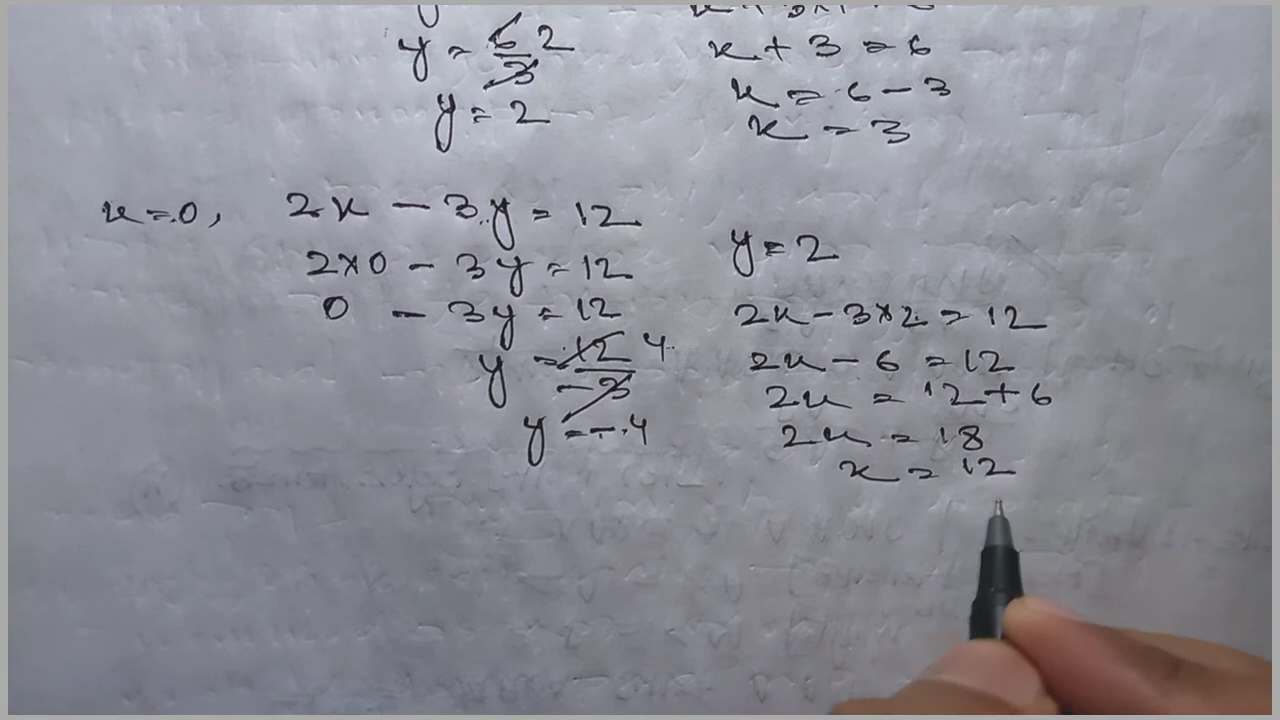 y = 6/3 2
y = 2
x + 3 = 6
x = 6 - 3
x = 3
x = 0, 2x - 3y = 12
2×0 - 3y = 12
0 - 3y = 12
y = 12/-3 4
y = -4
y = 2
2x - 3×2 = 12
2x - 6 = 12
2x = 12 + 6
2x = 18
x = 12